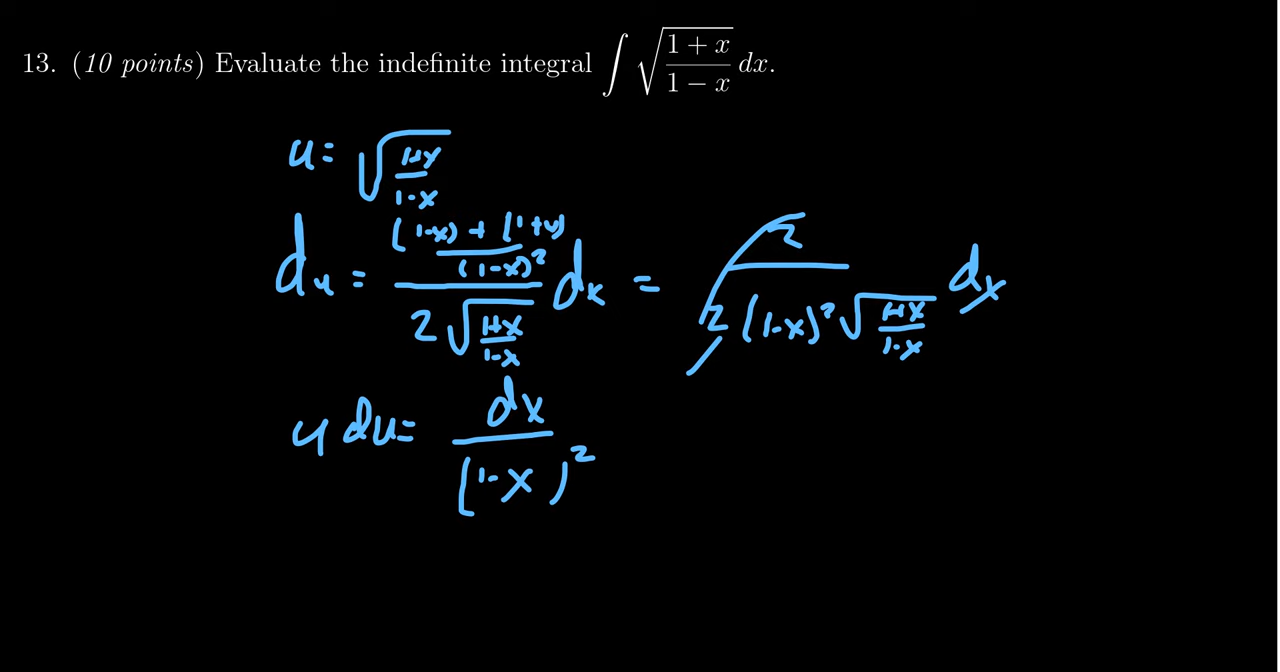 13. (10 points) Evaluate the indefinite integral ∫ √((1 + x)/(1 − x)) dx.
u = √((1+x)/(1-x))
du = (((1-x) + (1+x))/(1-x)²)/(2√((1+x)/(1-x))) dx = 2/(2(1-x)²√((1+x)/(1-x))) dx
u du = dx/(1-x)²